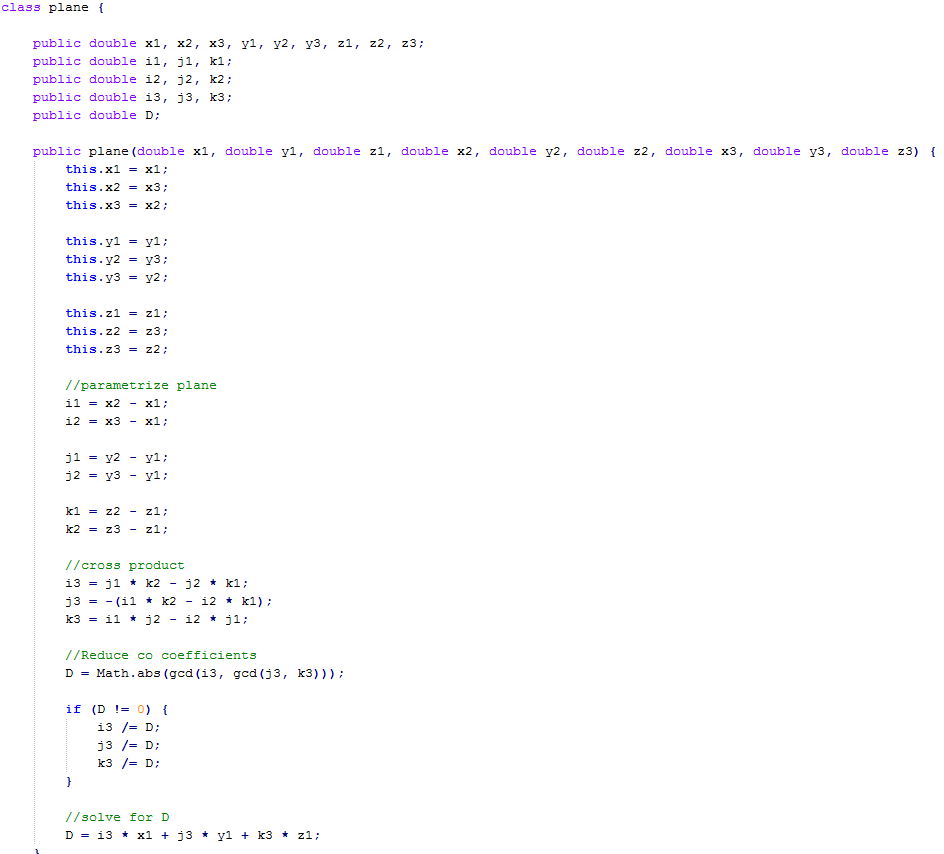 class plane {
public double x1, x2, x3, y1, y2, y3, z1, z2, z3;
public double i1, j1, k1;
public double i2, j2, k2;
public double i3, j3, k3;
public double D;
public plane(double x1, double y1, double z1, double x2, double y2, double z2, double x3, double y3, double z3) {
this.x1 = x1;
this.x2 = x3;
this.x3 = x2;
this.y1 = y1;
this.y2 = y3;
this.y3 = y2;
this.z1 = z1;
this.z2 = z3;
this.z3 = z2;
//parametrize plane
i1 = x2 - x1;
i2 = x3 - x1;
j1 = y2 - y1;
j2 = y3 - y1;
k1 = z2 - z1;
k2 = z3 - z1;
//cross product
i3 = j1 * k2 - j2 * k1;
j3 = -(i1 * k2 - i2 * k1);
k3 = i1 * j2 - i2 * j1;
//Reduce co coefficients
D = Math.abs(gcd(i3, gcd(j3, k3)));
if (D != 0) {
i3 /= D;
j3 /= D;
k3 /= D;
}
//solve for D
D = i3 * x1 + j3 * y1 + k3 * z1;
}